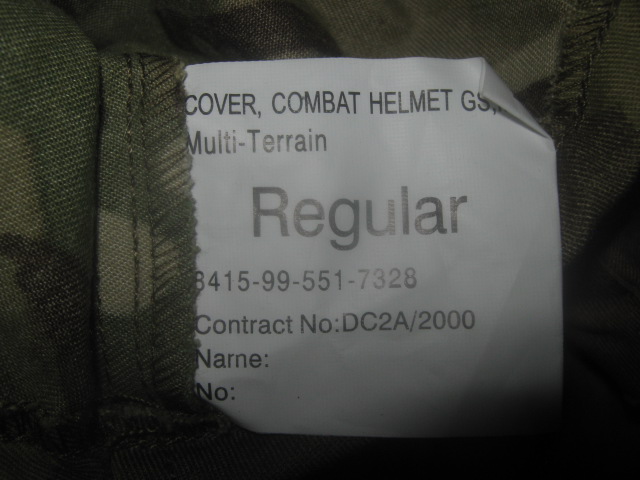 COVER, COMBAT HELMET GS,
Multi-Terrain
Regular
8415-99-551-7328
Contract No:DC2A/2000
Narne:
No: